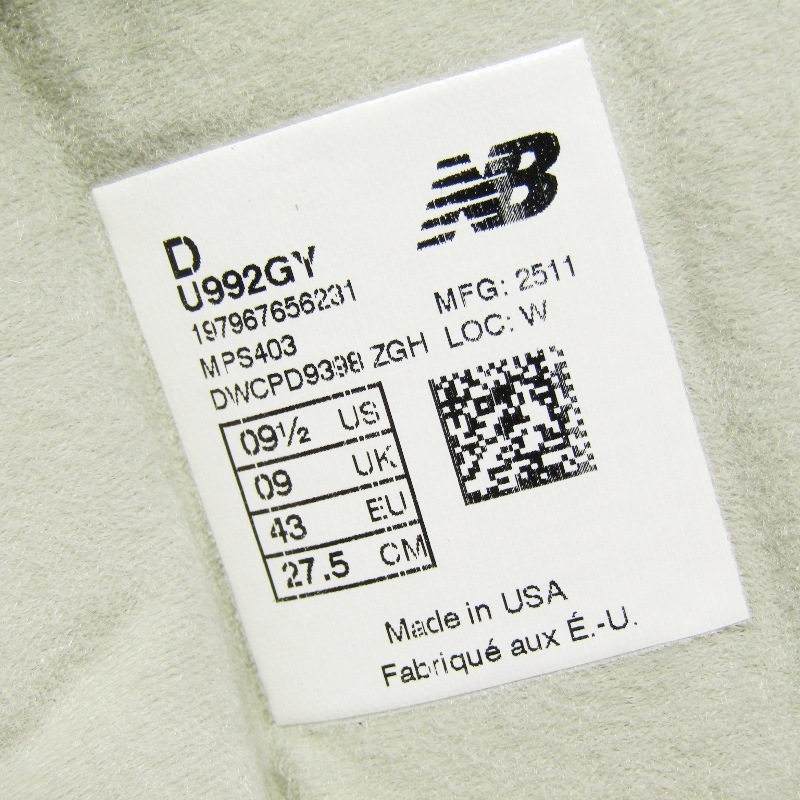 NB
D
U992GY
197967656231
MPS403
DWCPD9398 ZGH
MFG: 2511
LOC: W
09½ US
09 UK
43 EU
27.5 CM
Made in USA
Fabriqué aux É.-U.